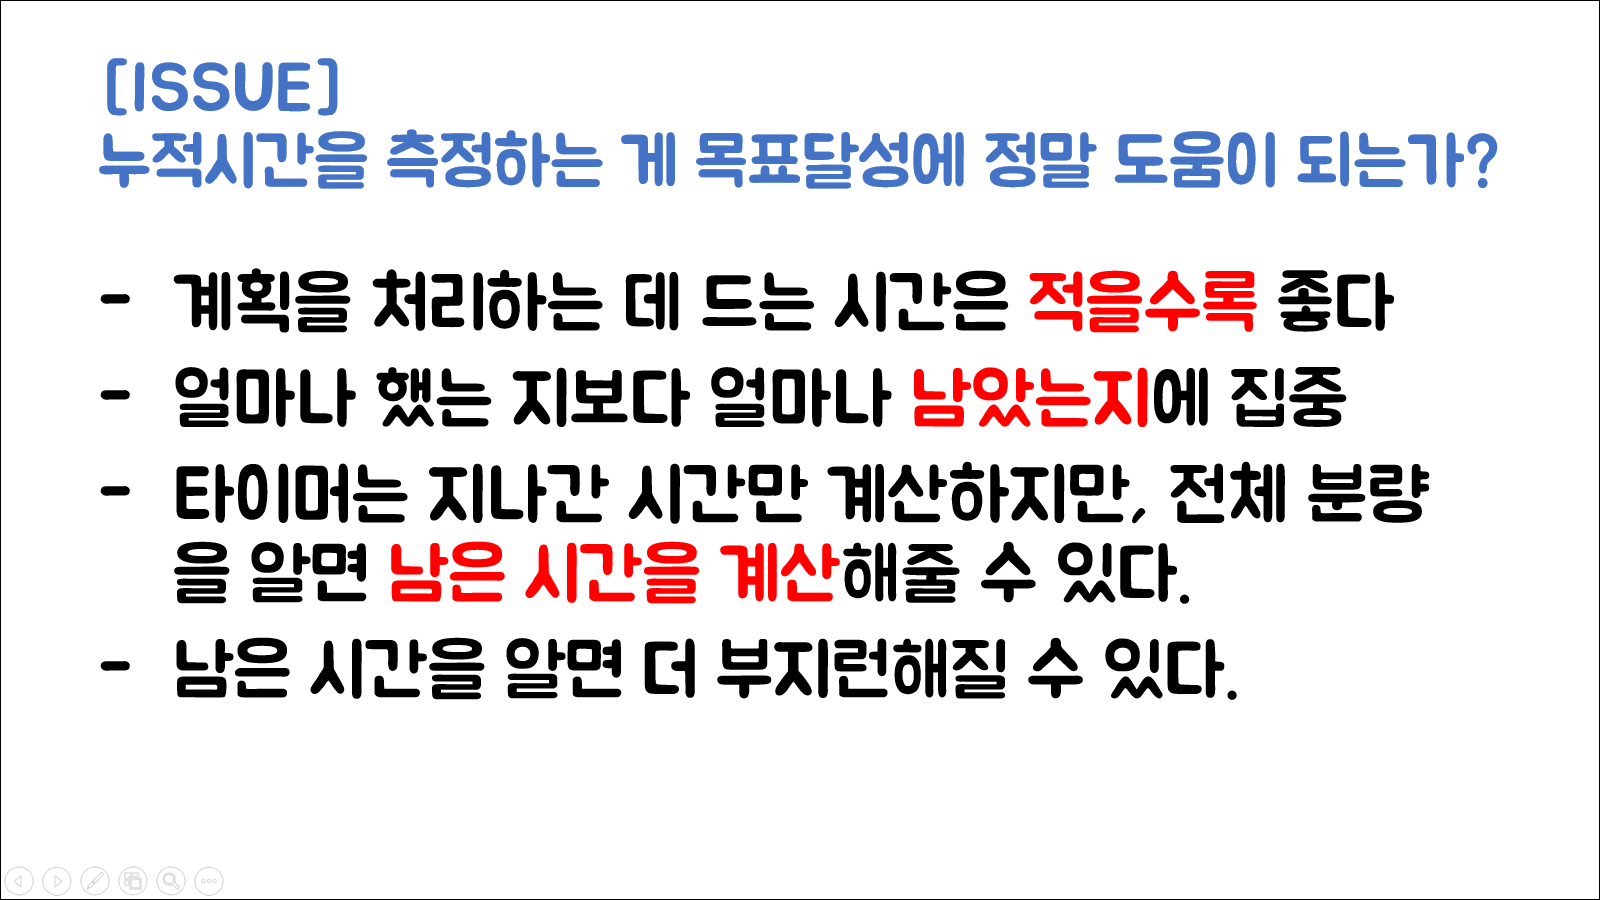 [ISSUE]
누적시간을 측정하는 게 목표달성에 정말 도움이 되는가?
- 계획을 처리하는 데 드는 시간은 적을수록 좋다
- 얼마나 했는 지보다 얼마나 남았는지에 집중
- 타이머는 지나간 시간만 계산하지만, 전체 분량
을 알면 남은 시간을 계산해줄 수 있다.
- 남은 시간을 알면 더 부지런해질 수 있다.